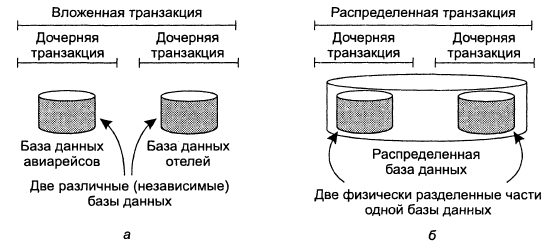 Вложенная транзакция
Дочерняя транзакция
Дочерняя транзакция
База данных авиарейсов
База данных отелей
Две различные (независимые)
базы данных
а
Распределенная транзакция
Дочерняя транзакция
Дочерняя транзакция
Распределенная
база данных
Две физически разделенные части
одной базы данных
б